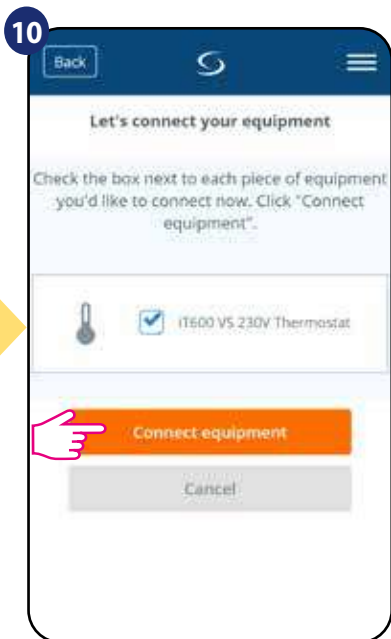 10
Back
Let's connect your equipment
Check the box next to each piece of equipment
you'd like to connect now. Click "Connect
equipment".
iT600 VS 230V Thermostat
Connect equipment
Cancel